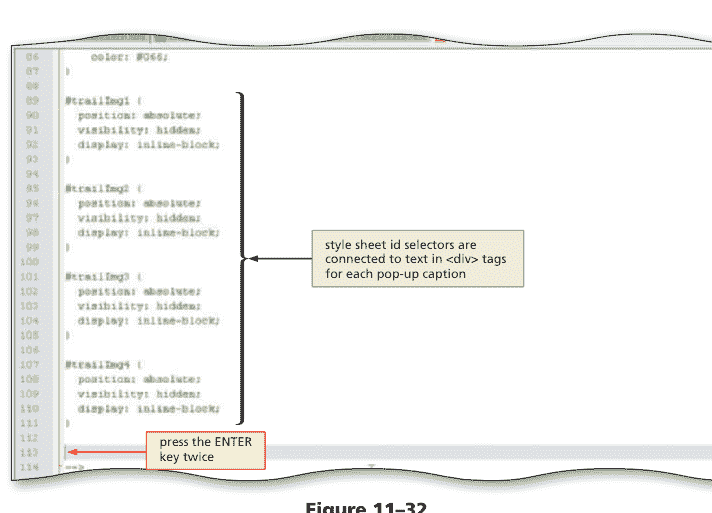 86 color: #066;
87 }
88
89 #trailImg1 {
90 position: absolute;
91 visibility: hidden;
92 display: inline-block;
93 }
94
95 #trailImg2 {
96 position: absolute;
97 visibility: hidden;
98 display: inline-block;
99 }
100
101 #trailImg3 {
102 position: absolute;
103 visibility: hidden;
104 display: inline-block;
105 }
106
107 #trailImg4 {
108 position: absolute;
109 visibility: hidden;
110 display: inline-block;
111 }
112
113
114 -->
style sheet id selectors are
connected to text in <div> tags
for each pop-up caption
press the ENTER
key twice
Figure 11–32